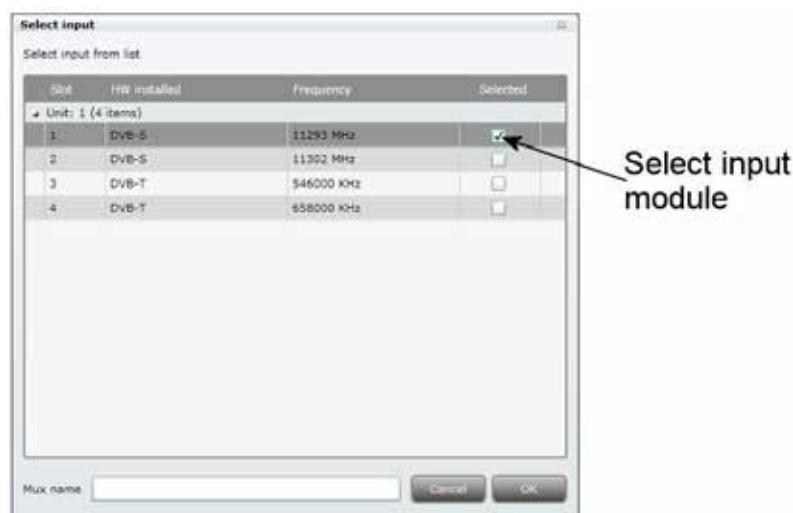 Select input
Select input from list
Slot HW installed Frequency Selected
Unit: 1 (4 items)
1 DVB-S 11293 MHz
2 DVB-S 11302 MHz
3 DVB-T 546000 KHz
4 DVB-T 658000 KHz
Select input
module
Mux name Cancel OK